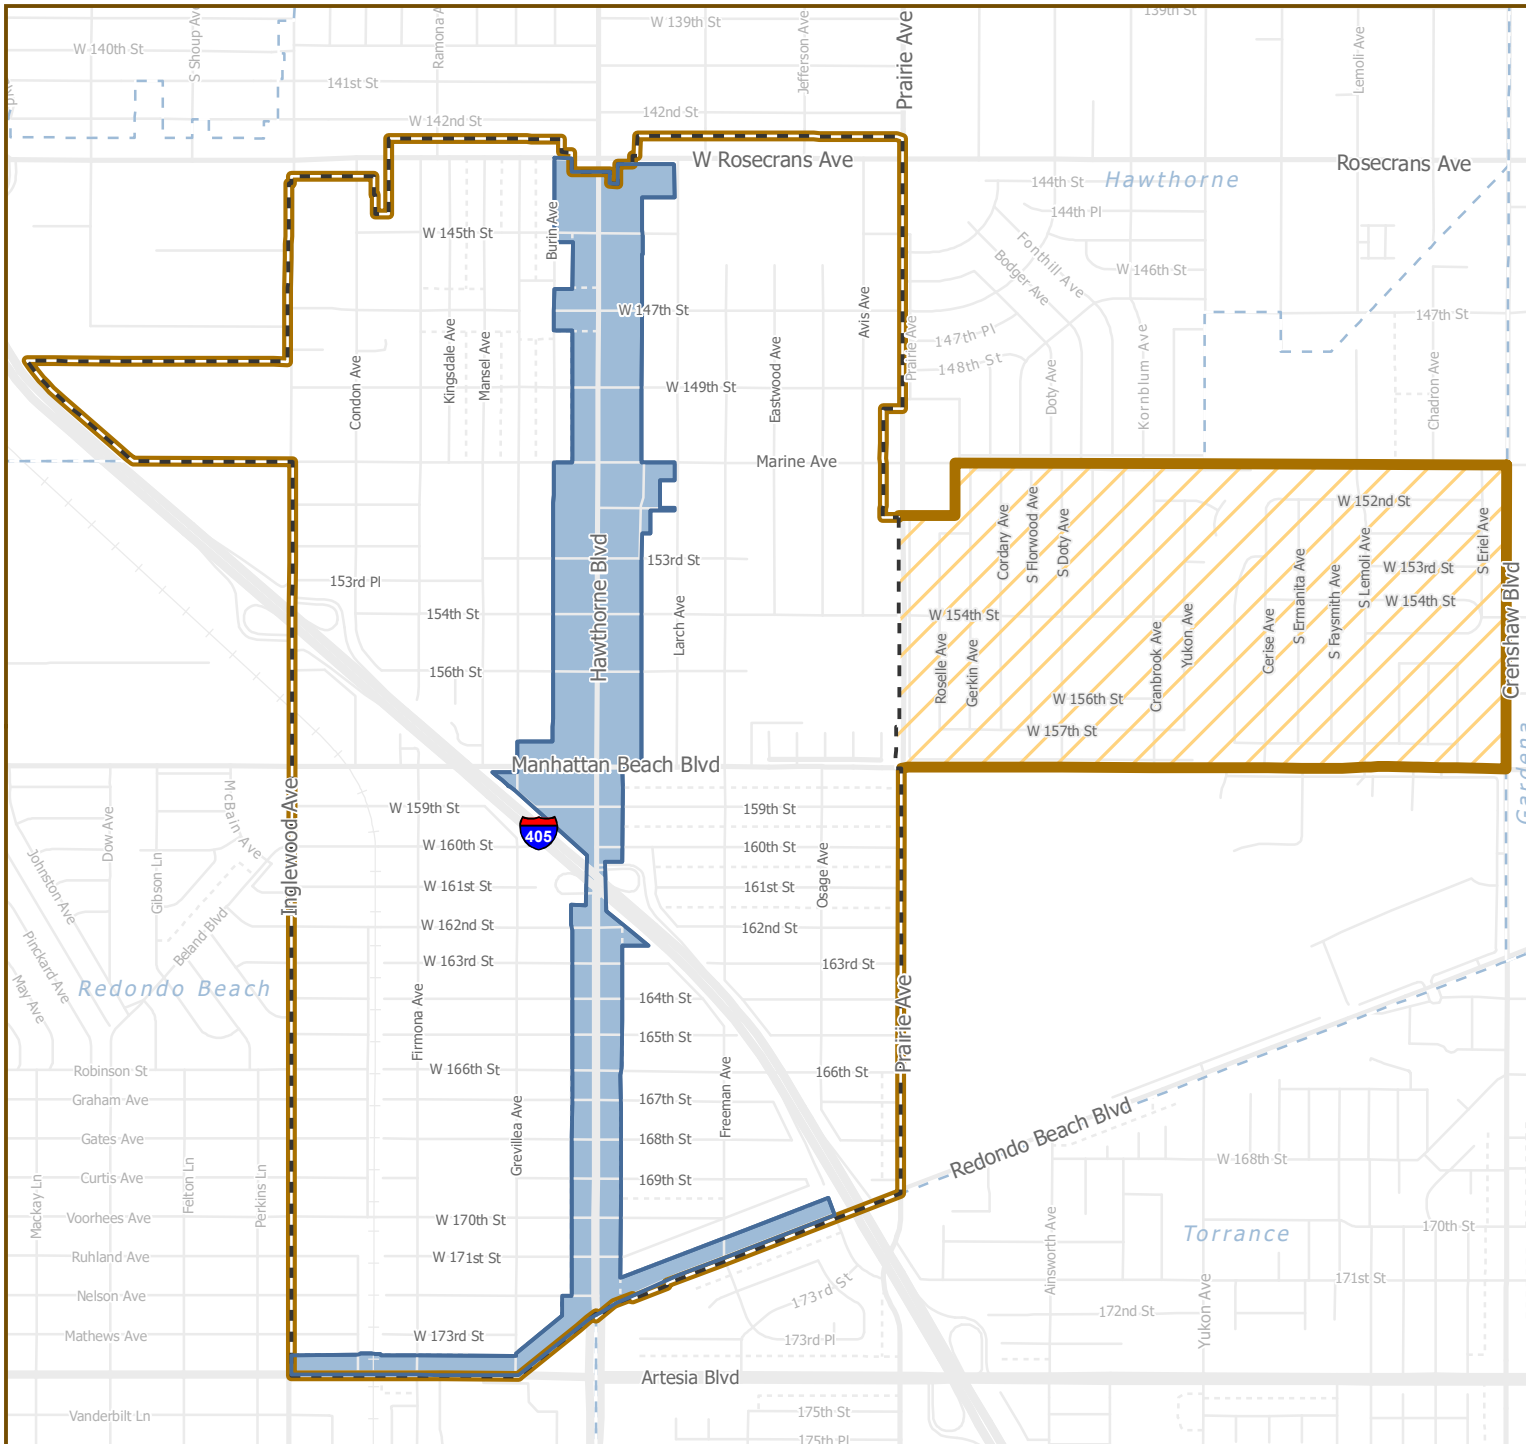 139th St
W 139th St
W 140th St
S Shoup Ave
Ramona A
Jefferson Ave
Prairie Ave
Lemoli Ave
141st St
W 142nd St
142nd St
W Rosecrans Ave
Rosecrans Ave
Hawthorne
144th St
144th Pl
W 145th St
Burin Ave
Fonthill Ave
Bodger Ave
W 146th St
W 147th St
147th St
Avis Ave
Prairie Ave
147th Pl
148th St
Kingsdale Ave
Mansel Ave
Condon Ave
Eastwood Ave
W 149th St
Doty Ave
Kornblum Ave
Chadron Ave
Marine Ave
W 152nd St
Cordary Ave
S Florwood Ave
S Doty Ave
S Eriel Ave
S Lemoli Ave
S Ermanita Ave
S Faysmith Ave
W 153rd St
153rd St
153rd Pl
Hawthorne Blvd
Crenshaw Blvd
154th St
W 154th St
W 154th St
Larch Ave
Roselle Ave
Gerkin Ave
Cranbrook Ave
Yukon Ave
Cerise Ave
156th St
W 156th St
W 157th St
Manhattan Beach Blvd
Gardena
W 159th St
159th St
405
McBain Ave
Dow Ave
Johnston Ave
Gibson Ln
Inglewood Ave
W 160th St
160th St
W 161st St
161st St
Osage Ave
W 162nd St
162nd St
Beland Blvd
Pinckard Ave
May Ave
W 163rd St
163rd St
Redondo Beach
164th St
Firmona Ave
165th St
Prairie Ave
Robinson St
W 166th St
166th St
Freeman Ave
Graham Ave
167th St
Grevillea Ave
Redondo Beach Blvd
Gates Ave
168th St
W 168th St
Curtis Ave
169th St
Mackay Ln
Felton Ln
Perkins Ln
Voorhees Ave
W 170th St
170th St
Ainsworth Ave
Torrance
Ruhland Ave
W 171st St
171st St
Nelson Ave
173rd St
172nd St
Yukon Ave
Mathews Ave
W 173rd St
173rd Pl
Artesia Blvd
Vanderbilt Ln
175th St
175th Pl